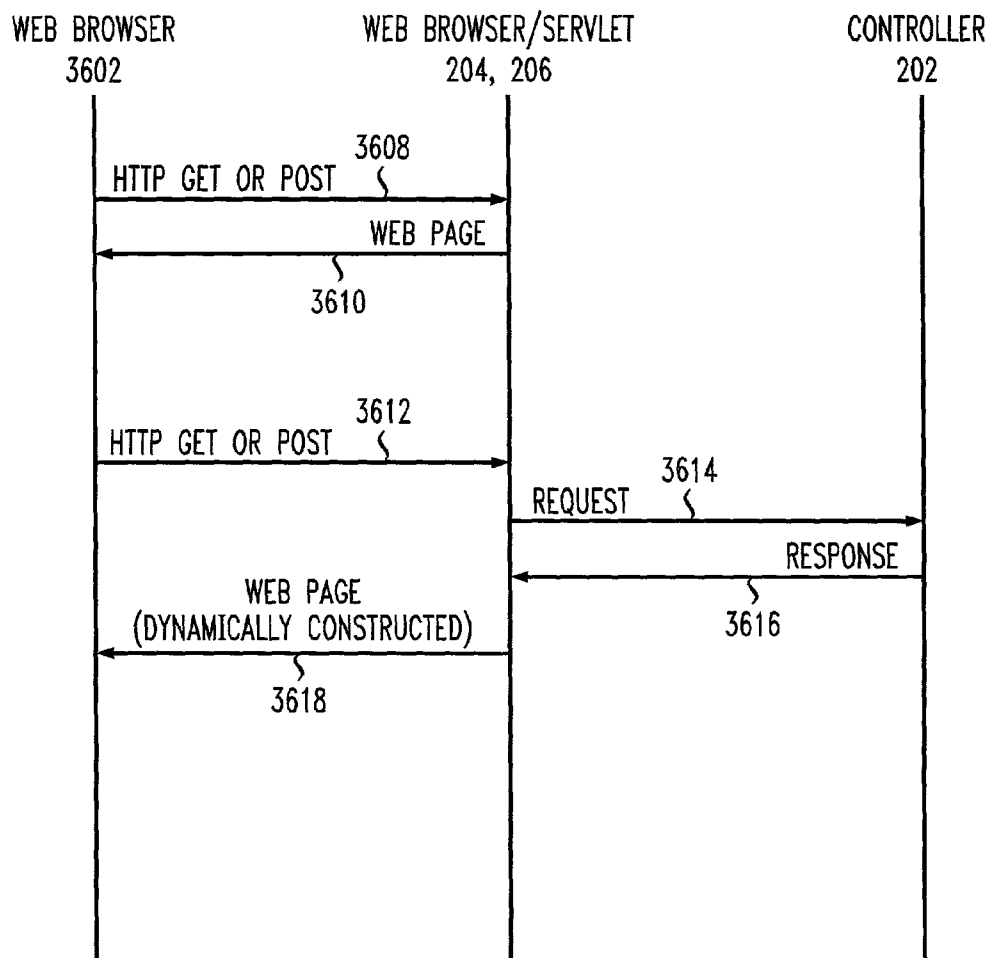 WEB BROWSER
3602
WEB BROWSER/SERVLET
204, 206
CONTROLLER
202
3608
HTTP GET OR POST
WEB PAGE
3610
3612
HTTP GET OR POST
3614
REQUEST
RESPONSE
3616
WEB PAGE
(DYNAMICALLY CONSTRUCTED)
3618